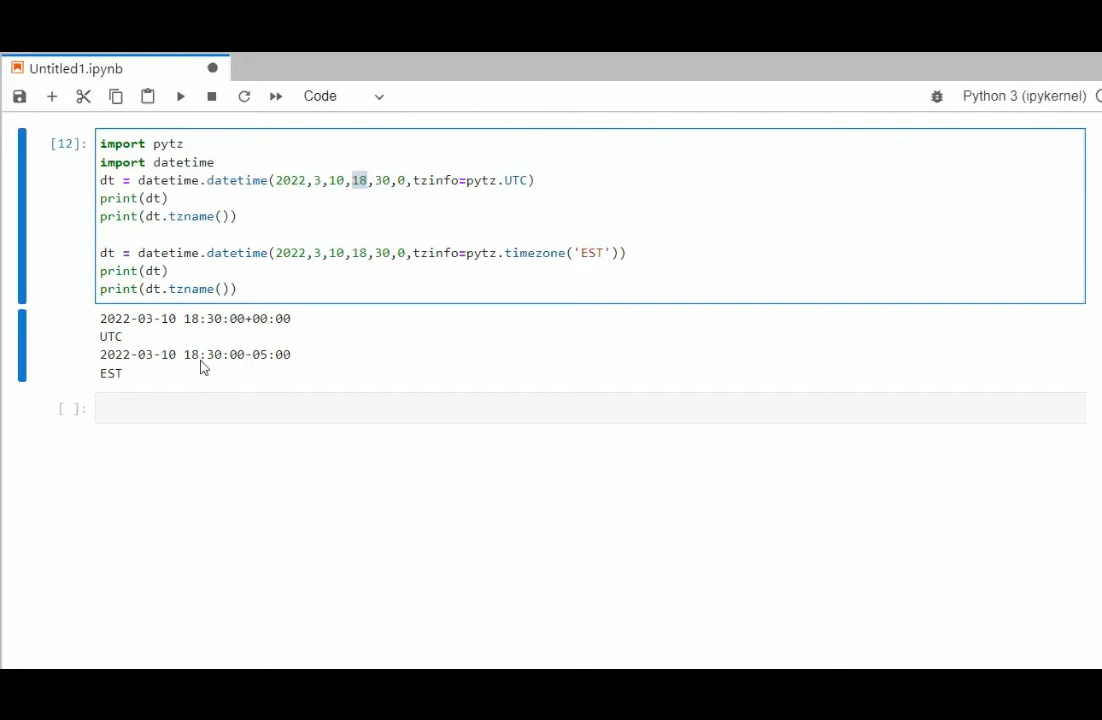 Untitled1.ipynb
Code
Python 3 (ipykernel)
[12]:
import pytz
import datetime
dt = datetime.datetime(2022,3,10,18,30,0,tzinfo=pytz.UTC)
print(dt)
print(dt.tzname())
dt = datetime.datetime(2022,3,10,18,30,0,tzinfo=pytz.timezone('EST'))
print(dt)
print(dt.tzname())
2022-03-10 18:30:00+00:00
UTC
2022-03-10 18:30:00-05:00
EST
[ ]: